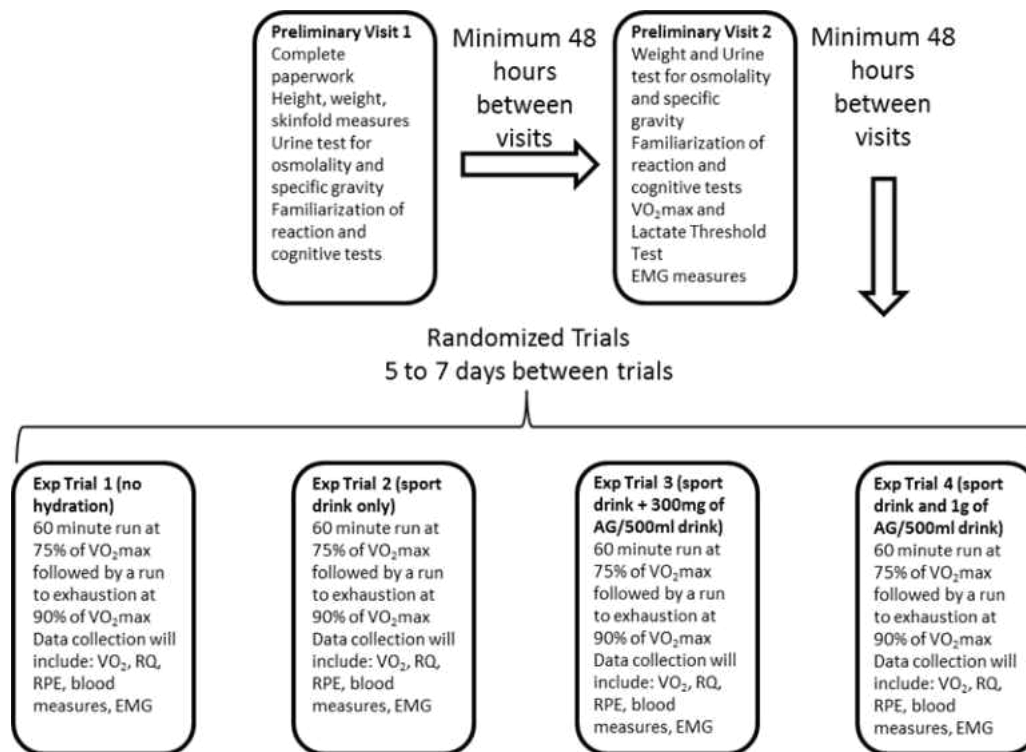 Preliminary Visit 1
Complete
paperwork
Height, weight,
skinfold measures
Urine test for
osmolality and
specific gravity
Familiarization of
reaction and
cognitive tests
Minimum 48
hours
between
visits
Preliminary Visit 2
Weight and Urine
test for osmolality
and specific
gravity
Familiarization of
reaction and
cognitive tests
VO₂max and
Lactate Threshold
Test
EMG measures
Minimum 48
hours
between
visits
Randomized Trials
5 to 7 days between trials
Exp Trial 1 (no
hydration)
60 minute run at
75% of VO₂max
followed by a run
to exhaustion at
90% of VO₂max
Data collection will
include: VO₂, RQ,
RPE, blood
measures, EMG
Exp Trial 2 (sport
drink only)
60 minute run at
75% of VO₂max
followed by a run
to exhaustion at
90% of VO₂max
Data collection will
include: VO₂, RQ,
RPE, blood
measures, EMG
Exp Trial 3 (sport
drink + 300mg of
AG/500ml drink)
60 minute run at
75% of VO₂max
followed by a run
to exhaustion at
90% of VO₂max
Data collection will
include: VO₂, RQ,
RPE, blood
measures, EMG
Exp Trial 4 (sport
drink and 1g of
AG/500ml drink)
60 minute run at
75% of VO₂max
followed by a run
to exhaustion at
90% of VO₂max
Data collection will
include: VO₂, RQ,
RPE, blood
measures, EMG